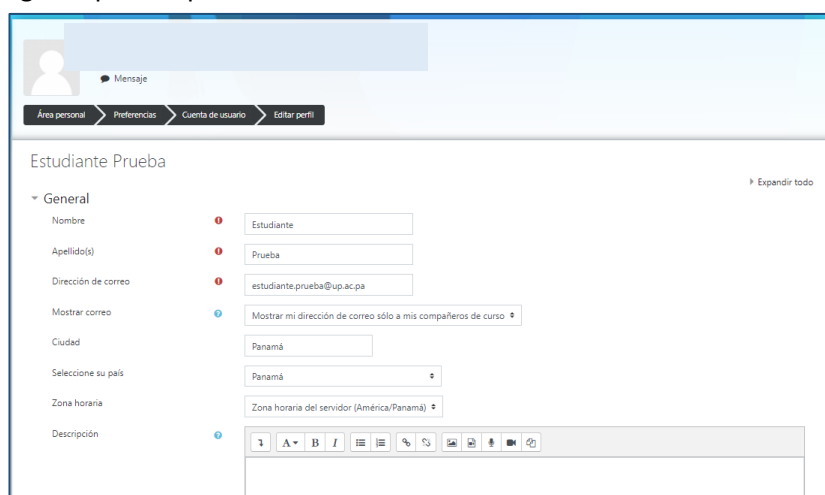 Mensaje
Área personal Preferencias Cuenta de usuario Editar perfil
Estudiante Prueba
Expandir todo
General
Nombre Estudiante
Apellido(s) Prueba
Dirección de correo estudiante.prueba@up.ac.pa
Mostrar correo Mostrar mi dirección de correo sólo a mis compañeros de curso
Ciudad Panamá
Seleccione su país Panamá
Zona horaria Zona horaria del servidor (América/Panamá)
Descripción A B I